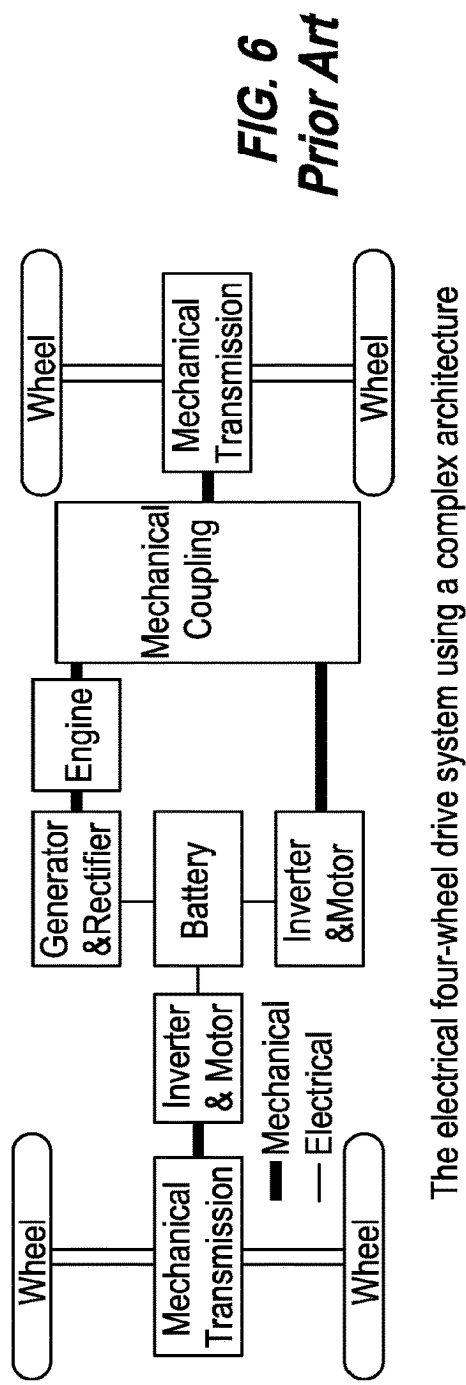 FIG. 6
Prior Art
Wheel
Wheel
Generator
&Rectifier
Engine
Mechanical
Transmission
Inverter
& Motor
Battery
Mechanical
Coupling
Mechanical
Transmission
Mechanical
Electrical
Inverter
&Motor
Wheel
Wheel
The electrical four-wheel drive system using a complex architecture